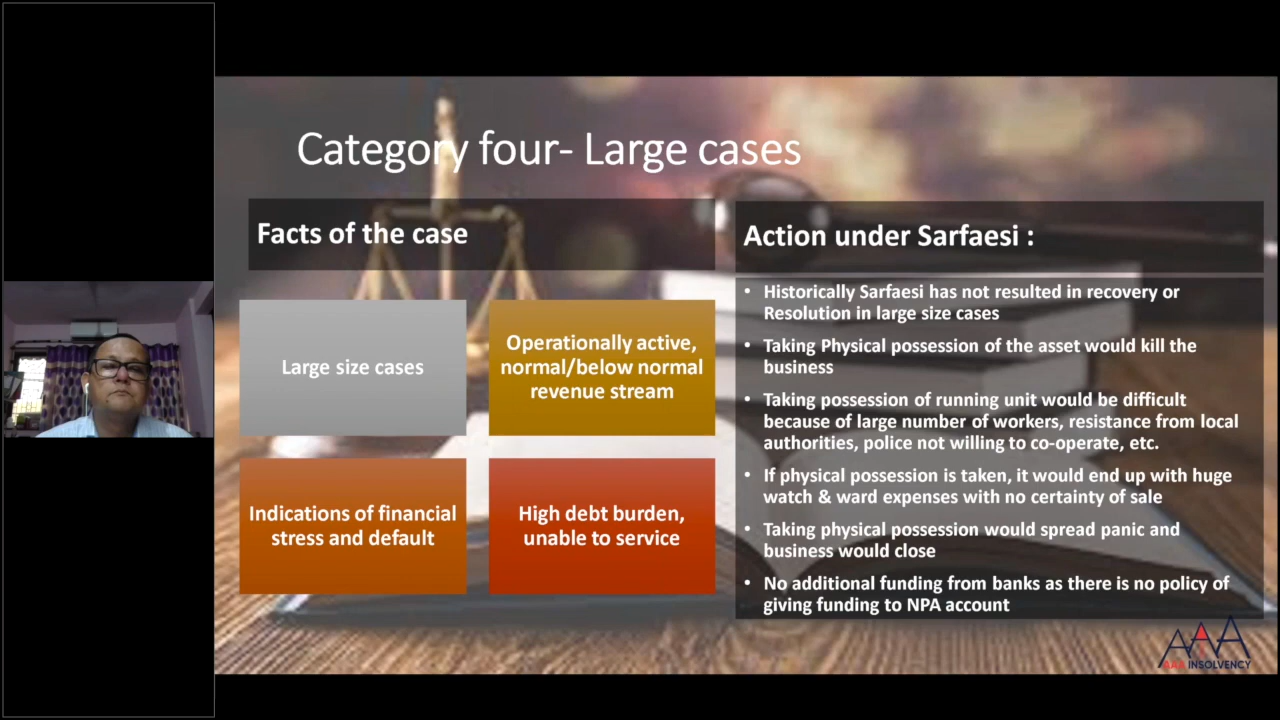 Category four- Large cases
Facts of the case
Large size cases
Operationally active,
normal/below normal
revenue stream
Indications of financial
stress and default
High debt burden,
unable to service
Action under Sarfaesi :
• Historically Sarfaesi has not resulted in recovery or
Resolution in large size cases
• Taking Physical possession of the asset would kill the
business
• Taking possession of running unit would be difficult
because of large number of workers, resistance from local
authorities, police not willing to co-operate, etc.
• If physical possession is taken, it would end up with huge
watch & ward expenses with no certainty of sale
• Taking physical possession would spread panic and
business would close
• No additional funding from banks as there is no policy of
giving funding to NPA account
AAA
AAA INSOLVENCY